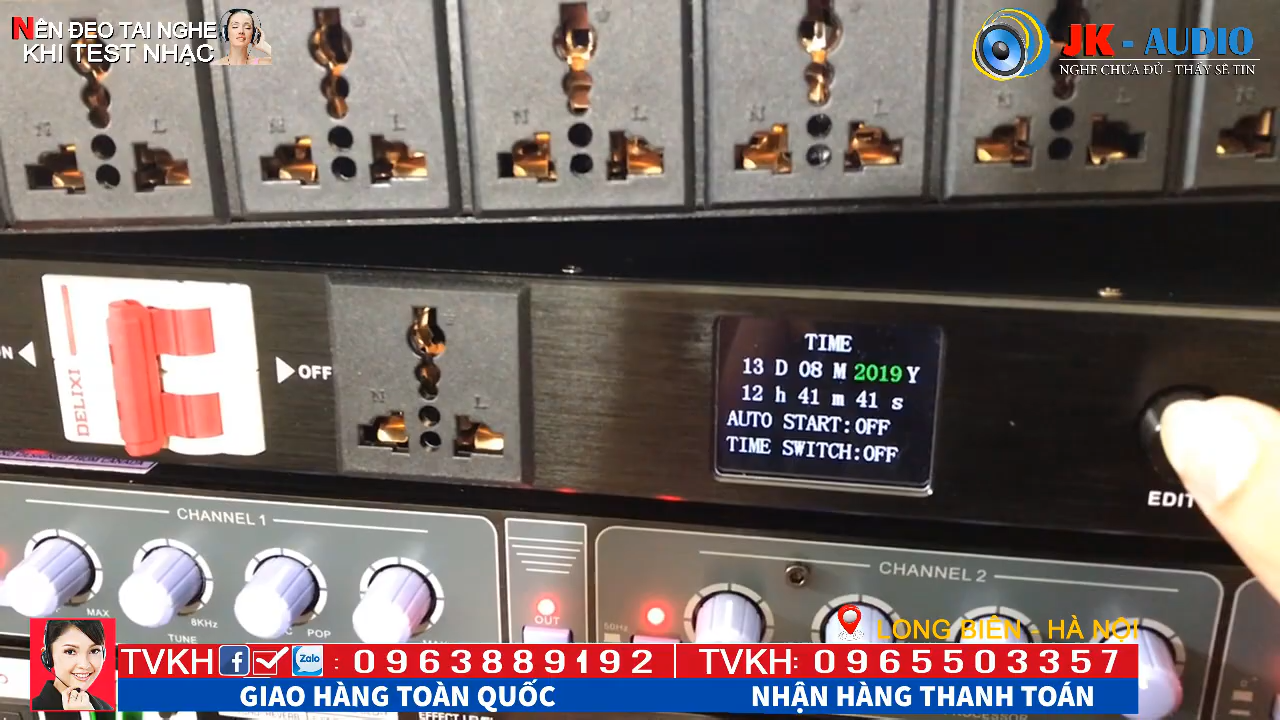 NÊN ĐEO TAI NGHE
KHI TEST NHẠC
JK - AUDIO
NGHE CHƯA ĐỦ - THẤY SẼ TIN
N L
N L
N L
N L
N
DELIXI
OFF
N L
TIME
13 D 08 M 2019 Y
12 h 41 m 41 s
AUTO START:OFF
TIME SWITCH:OFF
EDIT
CHANNEL 1
MAX
8KHz
TUNE
POP
OUT
CHANNEL 2
50Hz
LONG BIÊN - HÀ NỘI
TVKH f Zalo : 0963889192 | TVKH: 0965503357
GIAO HÀNG TOÀN QUỐC NHẬN HÀNG THANH TOÁN